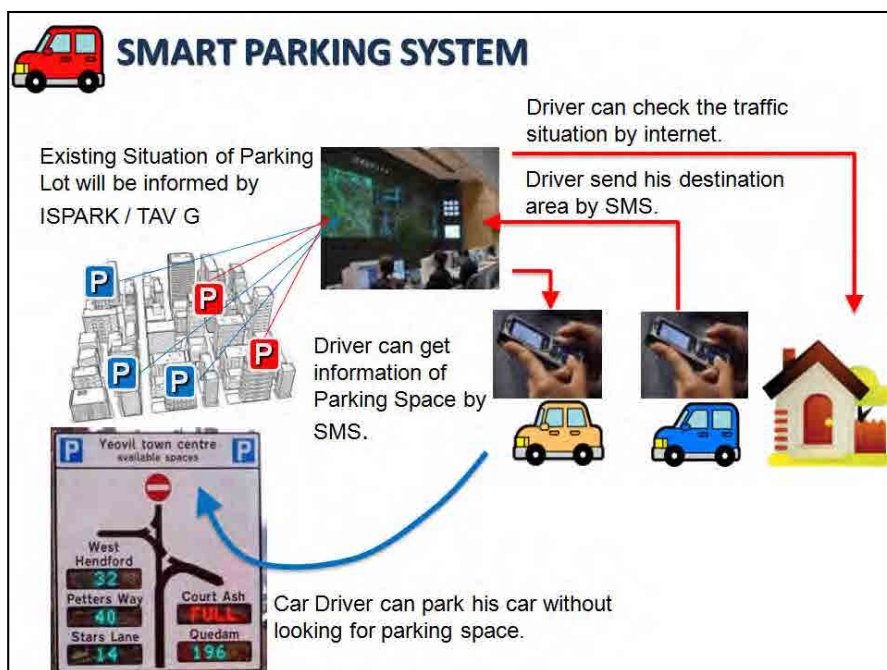 SMART PARKING SYSTEM
Driver can check the traffic
situation by internet.
Existing Situation of Parking
Lot will be informed by
ISPARK / TAV G
Driver send his destination
area by SMS.
P
P
P
P
P
Driver can get
information of
Parking Space by
SMS.
P
Yeovil town centre
available spaces
P
West
Hendford
32
Petters Way
40
Stars Lane
14
Court Ash
FULL
Quedam
196
Car Driver can park his car without
looking for parking space.